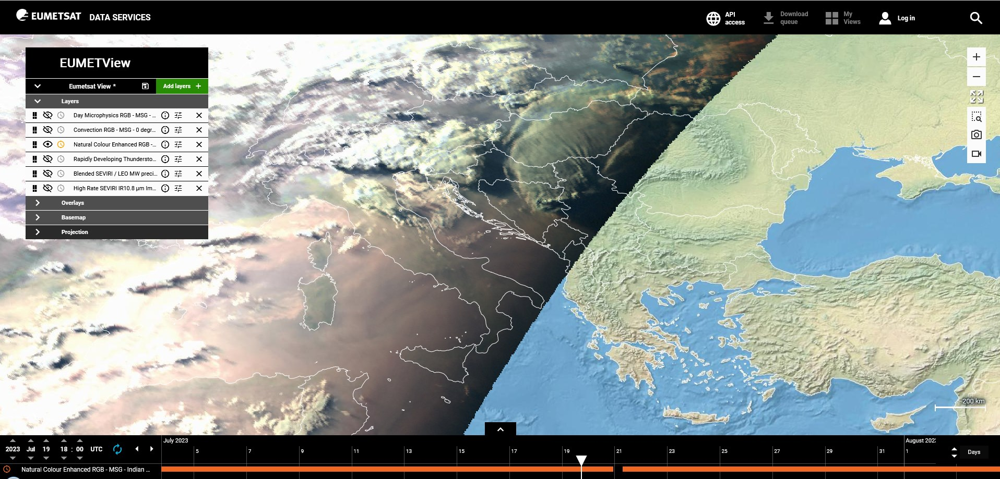 EUMETSAT DATA SERVICES
API access
Download queue
My Views
Log in
EUMETView
Eumetsat View *
Add layers +
Layers
Day Microphysics RGB - MSG - ...
Convection RGB - MSG - 0 degr...
Natural Colour Enhanced RGB -...
Rapidly Developing Thundersto...
Blended SEVIRI / LEO MW preci...
High Rate SEVIRI IR10.8 µm Im...
Overlays
Basemap
Projection
200 km
July 2023
August 202
2023 Jul 19 18 : 00 UTC
5 7 9 11 13 15 17 19 21 23 25 27 29 31 1
Days
Natural Colour Enhanced RGB - MSG - Indian ...